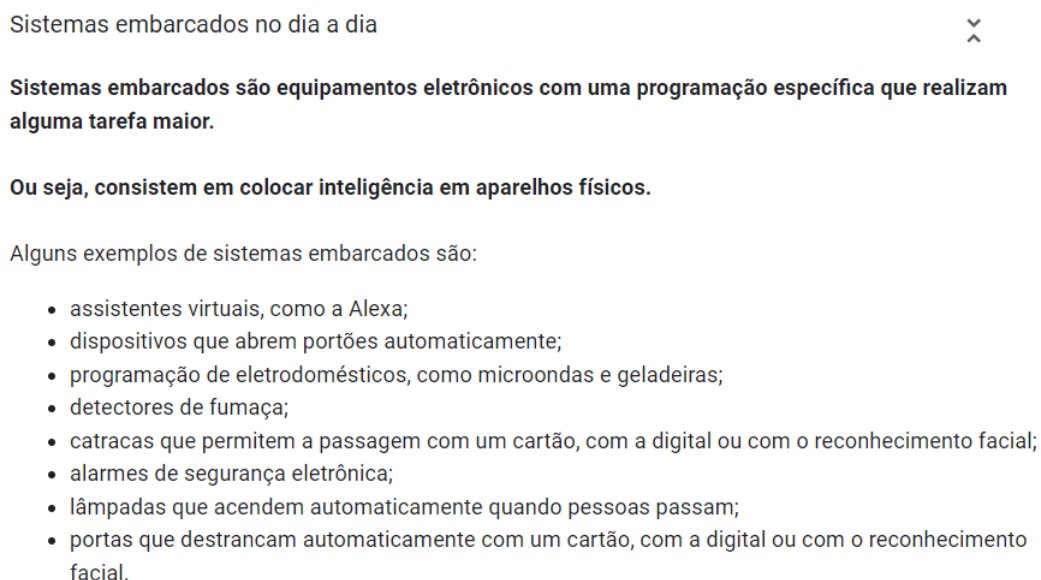 Sistemas embarcados no dia a dia
Sistemas embarcados são equipamentos eletrônicos com uma programação específica que realizam
alguma tarefa maior.
Ou seja, consistem em colocar inteligência em aparelhos físicos.
Alguns exemplos de sistemas embarcados são:
• assistentes virtuais, como a Alexa;
• dispositivos que abrem portões automaticamente;
• programação de eletrodomésticos, como microondas e geladeiras;
• detectores de fumaça;
• catracas que permitem a passagem com um cartão, com a digital ou com o reconhecimento facial;
• alarmes de segurança eletrônica;
• lâmpadas que acendem automaticamente quando pessoas passam;
• portas que destrancam automaticamente com um cartão, com a digital ou com o reconhecimento
facial.